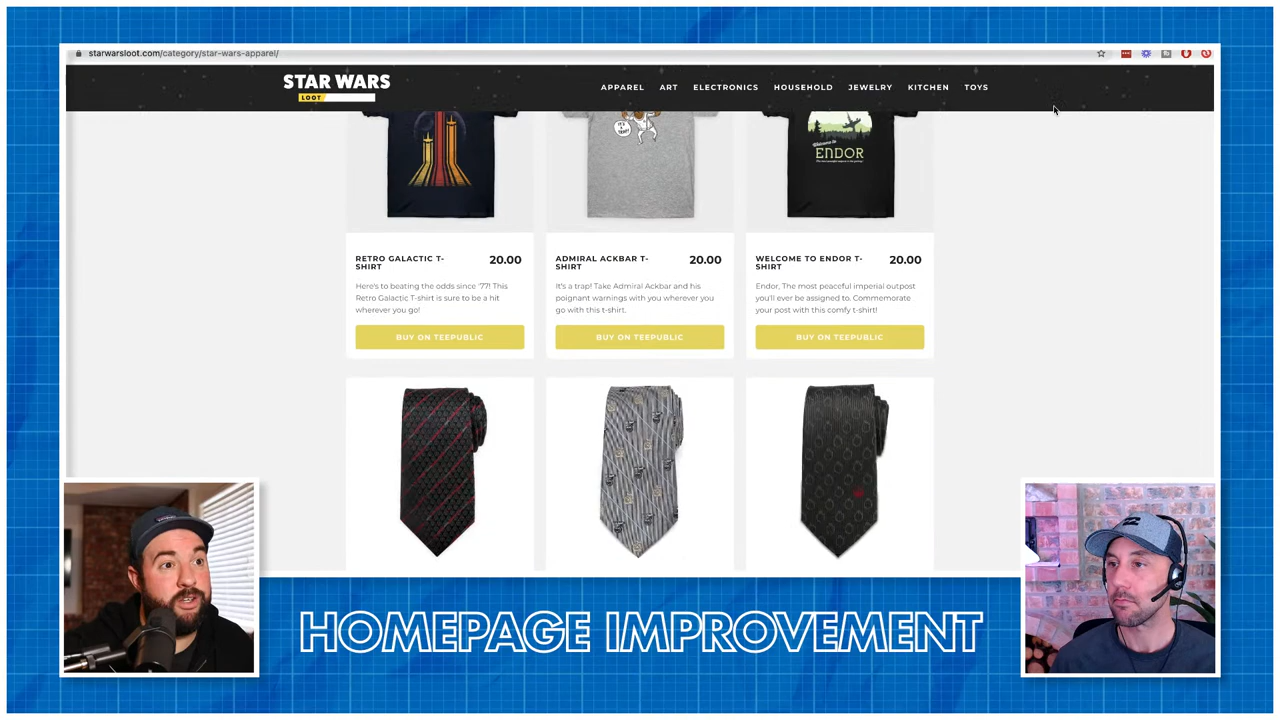 starwarsloot.com/category/star-wars-apparel/
STAR WARS
LOOT
APPAREL ART ELECTRONICS HOUSEHOLD JEWELRY KITCHEN TOYS
IT'S A TRAP!
Welcome to
ENDOR
RETRO GALACTIC T-
SHIRT
20.00
Here's to beating the odds since '77! This
Retro Galactic T-shirt is sure to be a hit
wherever you go!
BUY ON TEEPUBLIC
ADMIRAL ACKBAR T-
SHIRT
20.00
It's a trap! Take Admiral Ackbar and his
poignant warnings with you wherever you
go with this t-shirt.
BUY ON TEEPUBLIC
WELCOME TO ENDOR T-
SHIRT
20.00
Endor, The most peaceful imperial outpost
you'll ever be assigned to. Commemorate
your post with this comfy t-shirt!
BUY ON TEEPUBLIC
HOMEPAGE IMPROVEMENT